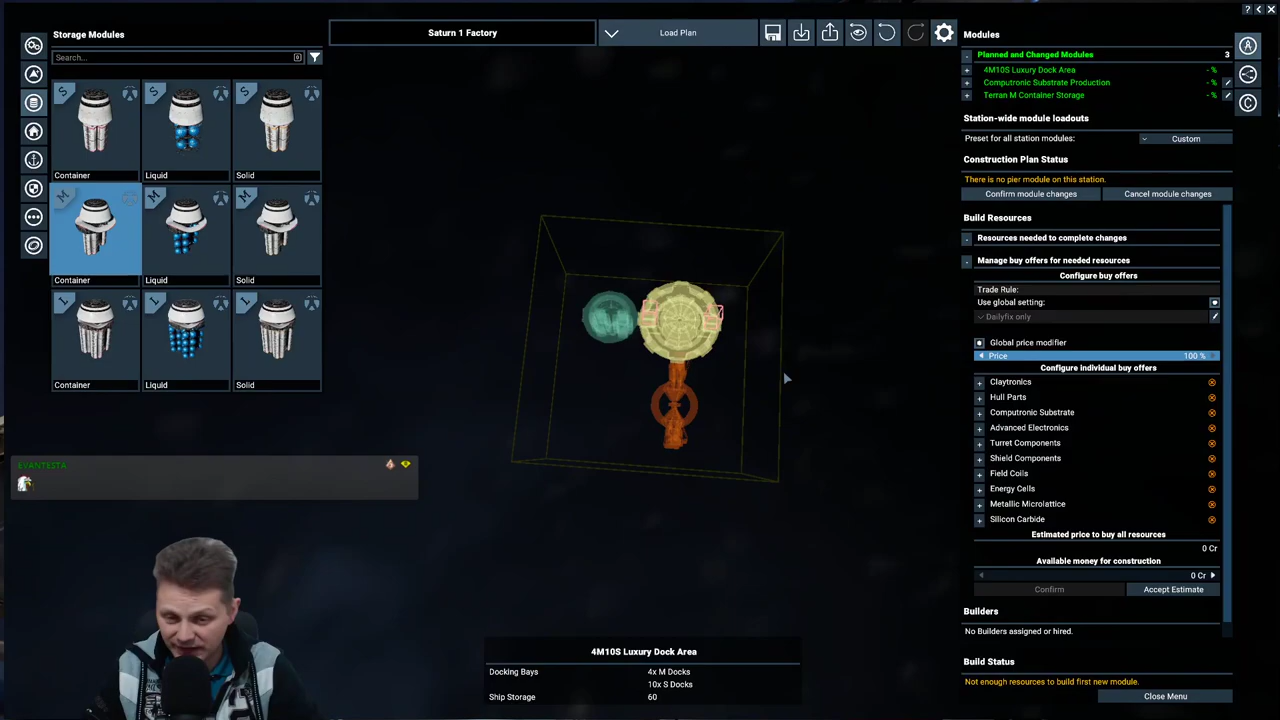 Storage Modules
Search...
S
S
S
Container
Liquid
Solid
M
M
M
Container
Liquid
Solid
L
L
L
Container
Liquid
Solid
EVANTESTA
Saturn 1 Factory
Load Plan
4M10S Luxury Dock Area
Docking Bays 4x M Docks
10x S Docks
Ship Storage 60
? < X
Modules
- Planned and Changed Modules 3
+ 4M10S Luxury Dock Area - %
+ Computronic Substrate Production - %
+ Terran M Container Storage - %
Station-wide module loadouts
Preset for all station modules: Custom
Construction Plan Status
There is no pier module on this station.
Confirm module changes Cancel module changes
Build Resources
- Resources needed to complete changes
- Manage buy offers for needed resources
Configure buy offers
Trade Rule:
Use global setting:
Dailyfix only
Global price modifier
Price 100 %
Configure individual buy offers
+ Claytronics
+ Hull Parts
+ Computronic Substrate
+ Advanced Electronics
+ Turret Components
+ Shield Components
+ Field Coils
+ Energy Cells
+ Metallic Microlattice
+ Silicon Carbide
Estimated price to buy all resources
0 Cr
Available money for construction
0 Cr
Confirm Accept Estimate
Builders
No Builders assigned or hired.
Build Status
Not enough resources to build first new module.
Close Menu
A
C